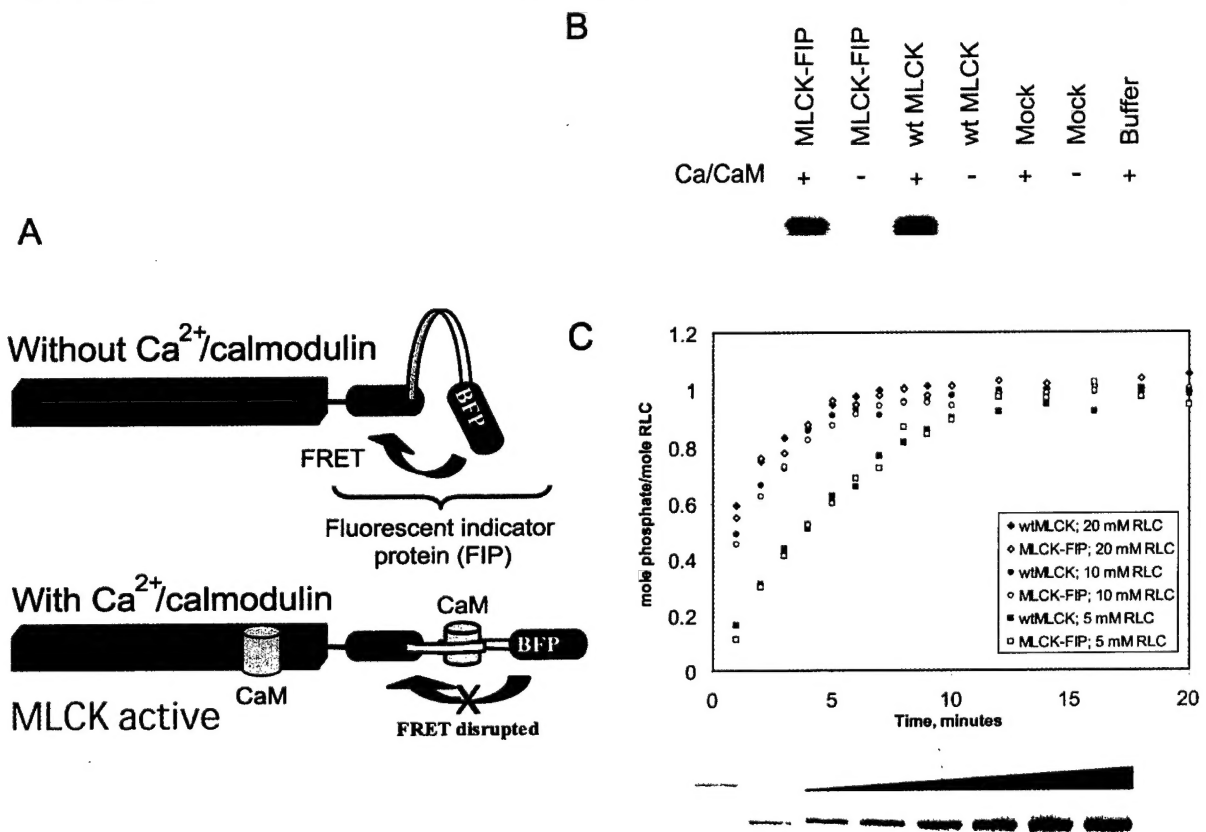 A
Without Ca2+/calmodulin
BFP
FRET
Fluorescent indicator
protein (FIP)
With Ca2+/calmodulin
CaM
BFP
CaM
MLCK active
X
FRET disrupted
B
MLCK-FIP
MLCK-FIP
wt MLCK
wt MLCK
Mock
Mock
Buffer
Ca/CaM + - + - + - +
C
mole phosphate/mole RLC
1.2
1
0.8
0.6
0.4
0.2
0
0 5 10 15 20
Time, minutes
wtMLCK; 20 mM RLC
MLCK-FIP; 20 mM RLC
wtMLCK; 10 mM RLC
MLCK-FIP; 10 mM RLC
wtMLCK; 5 mM RLC
MLCK-FIP; 5 mM RLC